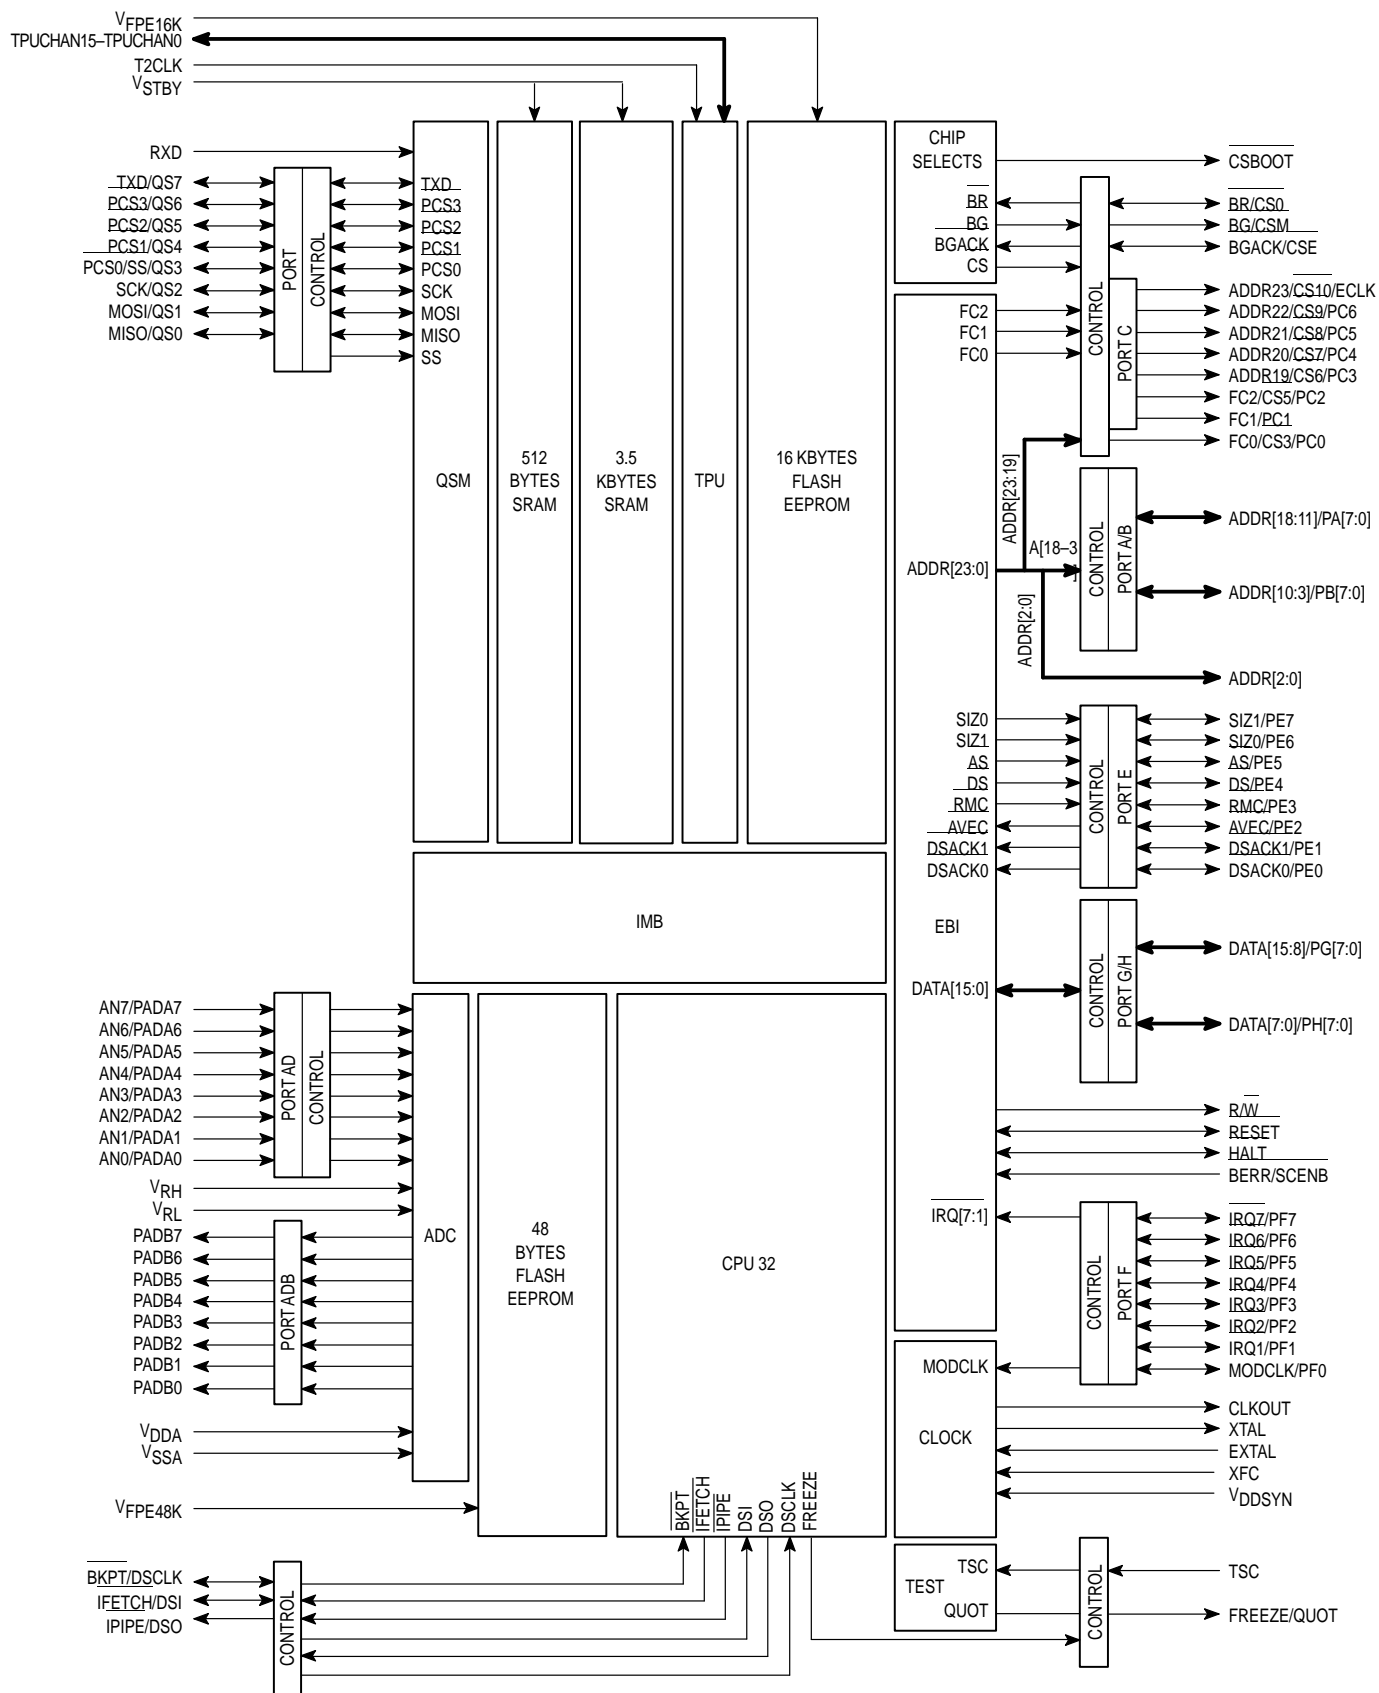 VFPE16K
TPUCHAN15–TPUCHAN0
T2CLK
VSTBY
RXD
TXD/QS7
PCS3/QS6
PCS2/QS5
PCS1/QS4
PCS0/SS/QS3
SCK/QS2
MOSI/QS1
MISO/QS0
PORT
CONTROL
TXD
PCS3
PCS2
PCS1
PCS0
SCK
MOSI
MISO
SS
QSM
512
BYTES
SRAM
3.5
KBYTES
SRAM
TPU
16 KBYTES
FLASH
EEPROM
CHIP
SELECTS
BR
BG
BGACK
CS
FC2
FC1
FC0
CONTROL
PORT C
CSBOOT
BR/CS0
BG/CSM
BGACK/CSE
ADDR23/CS10/ECLK
ADDR22/CS9/PC6
ADDR21/CS8/PC5
ADDR20/CS7/PC4
ADDR19/CS6/PC3
FC2/CS5/PC2
FC1/PC1
FC0/CS3/PC0
ADDR[23:0]
ADDR[23:19]
A[18–3
]
ADDR[2:0]
CONTROL
PORT A/B
ADDR[18:11]/PA[7:0]
ADDR[10:3]/PB[7:0]
ADDR[2:0]
SIZ0
SIZ1
AS
DS
RMC
AVEC
DSACK1
DSACK0
CONTROL
PORT E
SIZ1/PE7
SIZ0/PE6
AS/PE5
DS/PE4
RMC/PE3
AVEC/PE2
DSACK1/PE1
DSACK0/PE0
IMB
EBI
DATA[15:0]
CONTROL
PORT G/H
DATA[15:8]/PG[7:0]
DATA[7:0]/PH[7:0]
R/W
RESET
HALT
BERR/SCENB
AN7/PADA7
AN6/PADA6
AN5/PADA5
AN4/PADA4
AN3/PADA3
AN2/PADA2
AN1/PADA1
AN0/PADA0
PORT AD
CONTROL
VRH
VRL
PADB7
PADB6
PADB5
PADB4
PADB3
PADB2
PADB1
PADB0
PORT ADB
VDDA
VSSA
VFPE48K
ADC
48
BYTES
FLASH
EEPROM
CPU 32
IRQ[7:1]
CONTROL
PORT F
IRQ7/PF7
IRQ6/PF6
IRQ5/PF5
IRQ4/PF4
IRQ3/PF3
IRQ2/PF2
IRQ1/PF1
MODCLK/PF0
MODCLK
CLOCK
CLKOUT
XTAL
EXTAL
XFC
VDDSYN
BKPT
IFETCH
IPIPE
DSI
DSO
DSCLK
FREEZE
BKPT/DSCLK
IFETCH/DSI
IPIPE/DSO
CONTROL
TSC
TEST
QUOT
CONTROL
TSC
FREEZE/QUOT